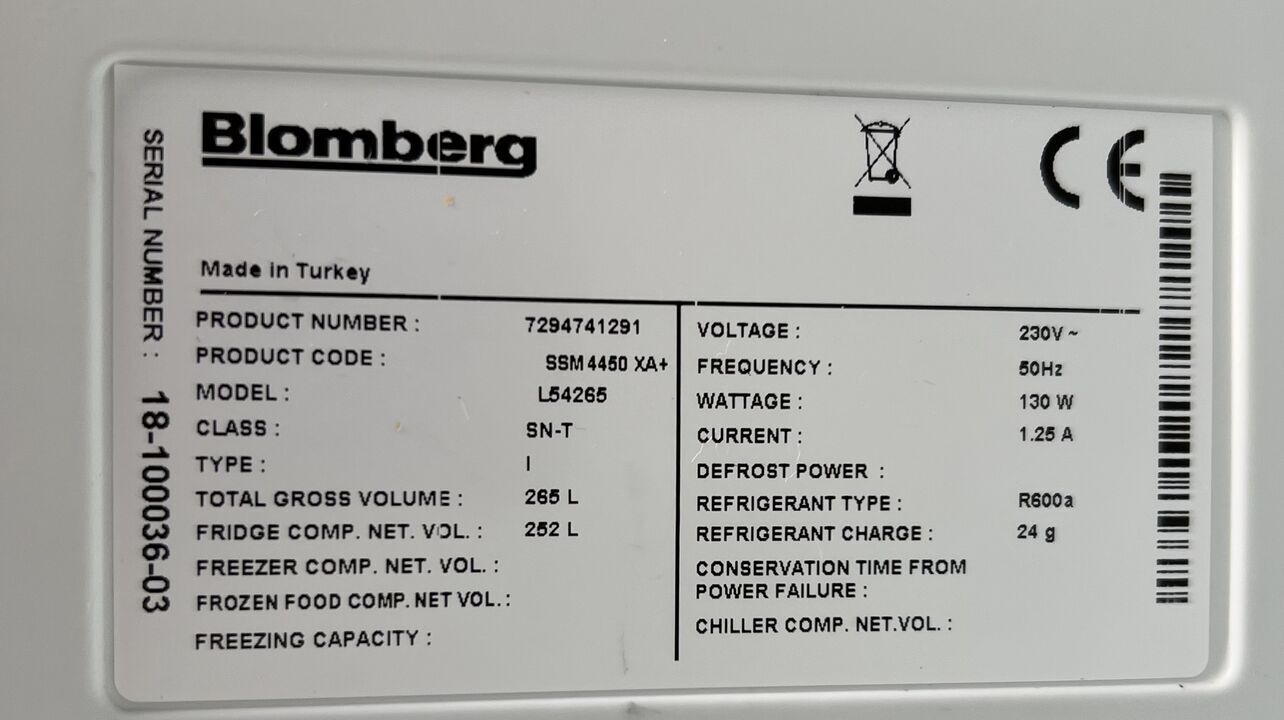 Blomberg
CE
Made in Turkey
SERIAL NUMBER : 18-100036-03
PRODUCT NUMBER : 7294741291
PRODUCT CODE : SSM4450 XA+
MODEL : L54265
CLASS : SN-T
TYPE : I
TOTAL GROSS VOLUME : 265 L
FRIDGE COMP. NET. VOL. : 252 L
FREEZER COMP. NET. VOL. :
FROZEN FOOD COMP. NET VOL. :
FREEZING CAPACITY :
VOLTAGE : 230V ~
FREQUENCY : 50Hz
WATTAGE : 130 W
CURRENT : 1.25 A
DEFROST POWER :
REFRIGERANT TYPE : R600a
REFRIGERANT CHARGE : 24 g
CONSERVATION TIME FROM
POWER FAILURE :
CHILLER COMP. NET.VOL. :